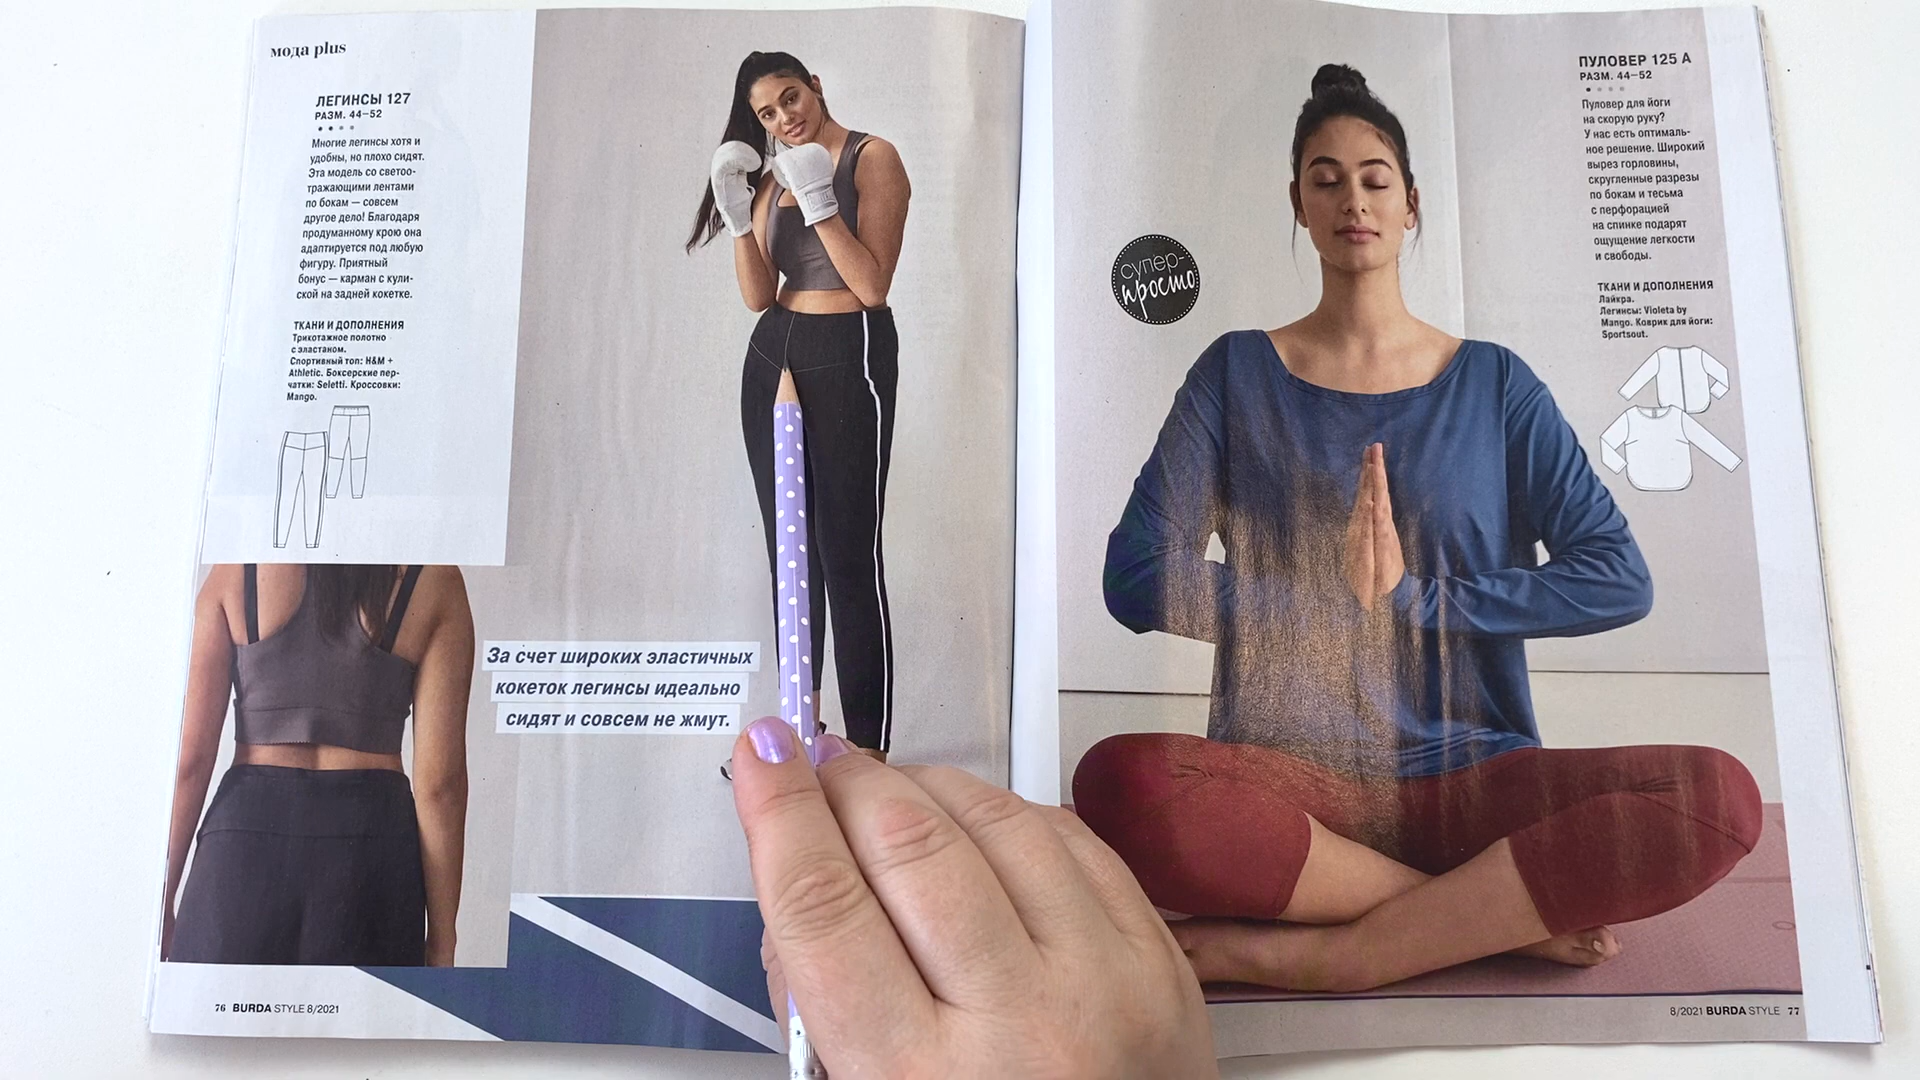 мода plus
ЛЕГИНСЫ 127
РАЗМ. 44–52
Многие легинсы хотя и
удобны, но плохо сидят.
Эта модель со светоо-
тражающими лентами
по бокам — совсем
другое дело! Благодаря
продуманному крою она
адаптируется под любую
фигуру. Приятный
бонус — карман с кули-
ской на задней кокетке.
ТКАНИ И ДОПОЛНЕНИЯ
Трикотажное полотно
с эластаном.
Спортивный топ: H&M +
Athletic. Боксерские пер-
чатки: Seletti. Кроссовки:
Mango.
За счет широких эластичных
кокеток легинсы идеально
сидят и совсем не жмут.
76 BURDA STYLE 8/2021
супер-
просто
ПУЛОВЕР 125 А
РАЗМ. 44–52
Пуловер для йоги
на скорую руку?
У нас есть оптималь-
ное решение. Широкий
вырез горловины,
скругленные разрезы
по бокам и тесьма
с перфорацией
на спинке подарят
ощущение легкости
и свободы.
ТКАНИ И ДОПОЛНЕНИЯ
Лайкра.
Легинсы: Violeta by
Mango. Коврик для йоги:
Sportsout.
8/2021 BURDA STYLE 77